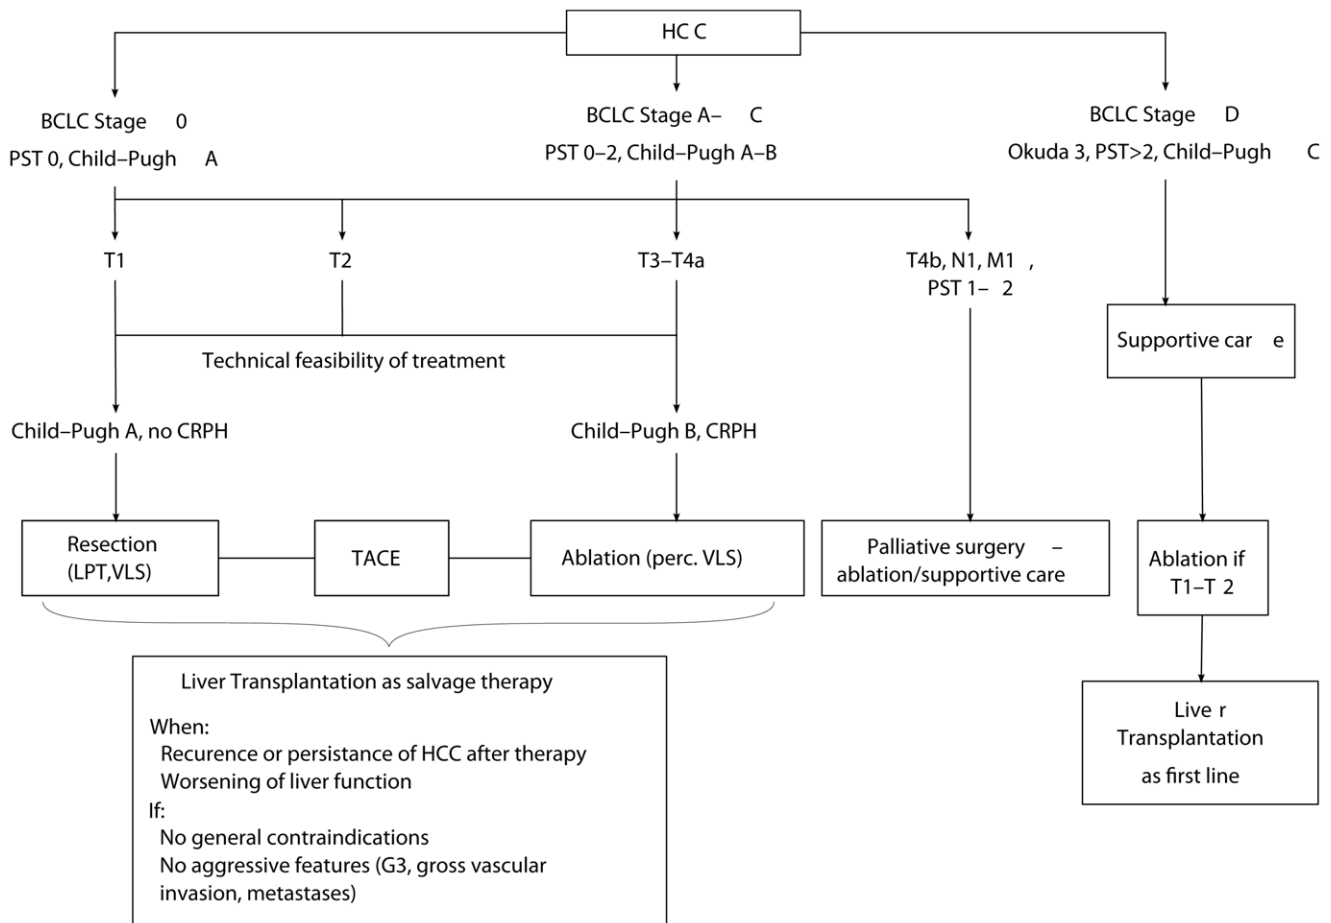 HC C
BCLC Stage 0
PST 0, Child–Pugh A
BCLC Stage A– C
PST 0–2, Child–Pugh A–B
BCLC Stage D
Okuda 3, PST>2, Child–Pugh C
T1
T2
T3–T4a
T4b, N1, M1 ,
PST 1– 2
Technical feasibility of treatment
Supportive car e
Child–Pugh A, no CRPH
Child–Pugh B, CRPH
Resection
(LPT,VLS)
TACE
Ablation (perc. VLS)
Palliative surgery –
ablation/supportive care
Ablation if
T1–T 2
Liver Transplantation as salvage therapy
When:
Recurence or persistance of HCC after therapy
Worsening of liver function
If:
No general contraindications
No aggressive features (G3, gross vascular
invasion, metastases)
Live r
Transplantation
as first line